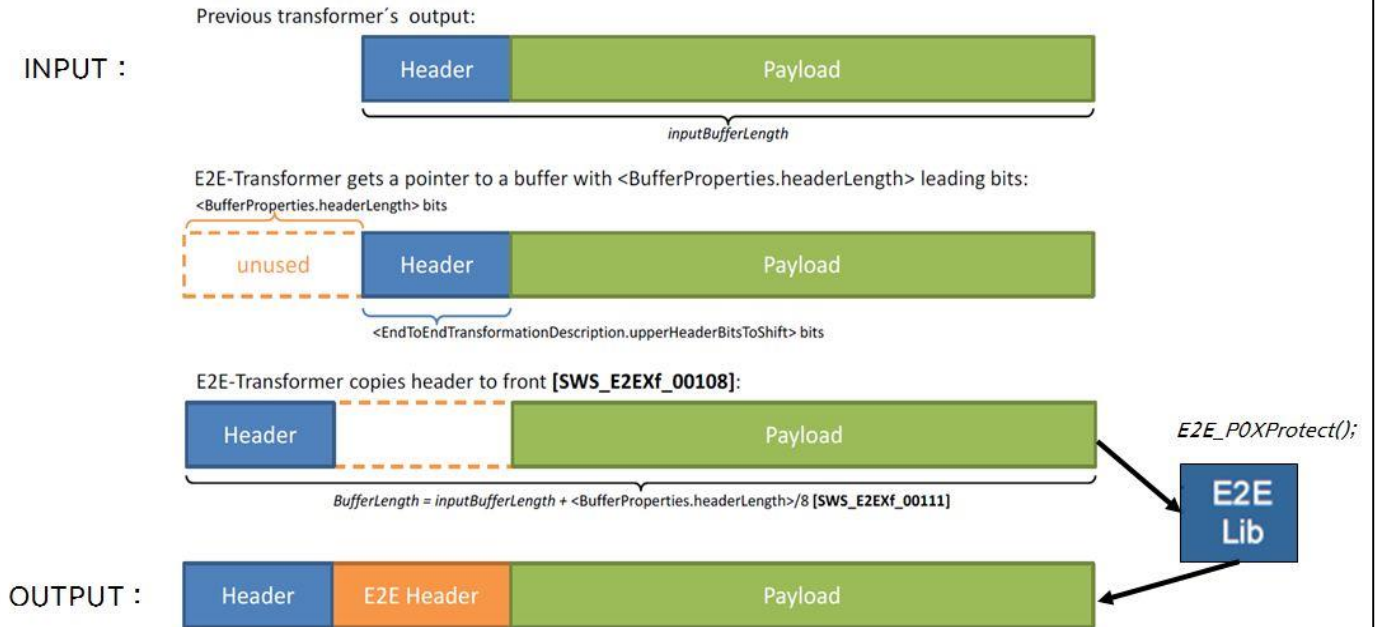 Previous transformer´s output:
INPUT :
Header
Payload
inputBufferLength
E2E-Transformer gets a pointer to a buffer with <BufferProperties.headerLength> leading bits:
<BufferProperties.headerLength> bits
unused
Header
Payload
<EndToEndTransformationDescription.upperHeaderBitsToShift> bits
E2E-Transformer copies header to front [SWS_E2EXf_00108]:
Header
Payload
E2E_P0XProtect();
BufferLength = inputBufferLength + <BufferProperties.headerLength>/8 [SWS_E2EXf_00111]
E2E
Lib
OUTPUT :
Header
E2E Header
Payload